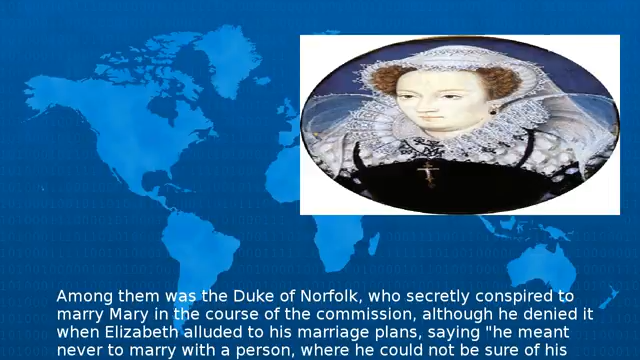 Among them was the Duke of Norfolk, who secretly conspired to
marry Mary in the course of the commission, although he denied it
when Elizabeth alluded to his marriage plans, saying "he meant
never to marry with a person, where he could not be sure of his